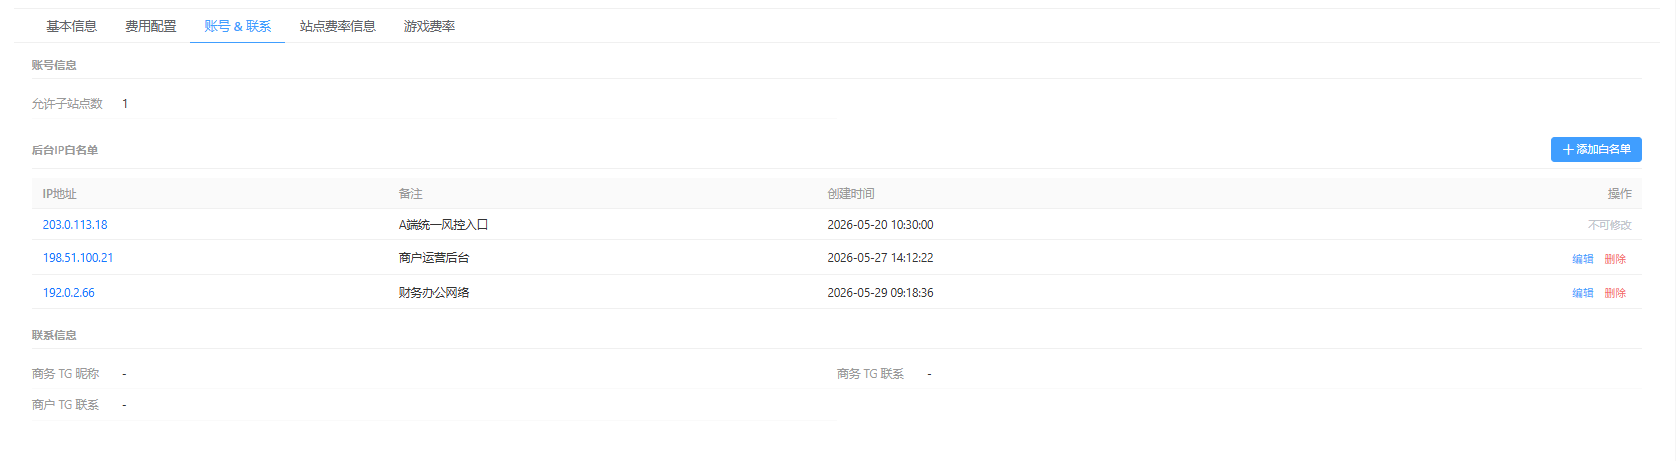 基本信息 费用配置 账号 & 联系 站点费率信息 游戏费率
账号信息
允许子站点数 1
后台IP白名单 添加白名单
IP地址 备注 创建时间 操作
203.0.113.18 A端统一风控入口 2026-05-20 10:30:00 不可修改
198.51.100.21 商户运营后台 2026-05-27 14:12:22 编辑 删除
192.0.2.66 财务办公网络 2026-05-29 09:18:36 编辑 删除
联系信息
商务 TG 昵称 - 商务 TG 联系 -
商户 TG 联系 -